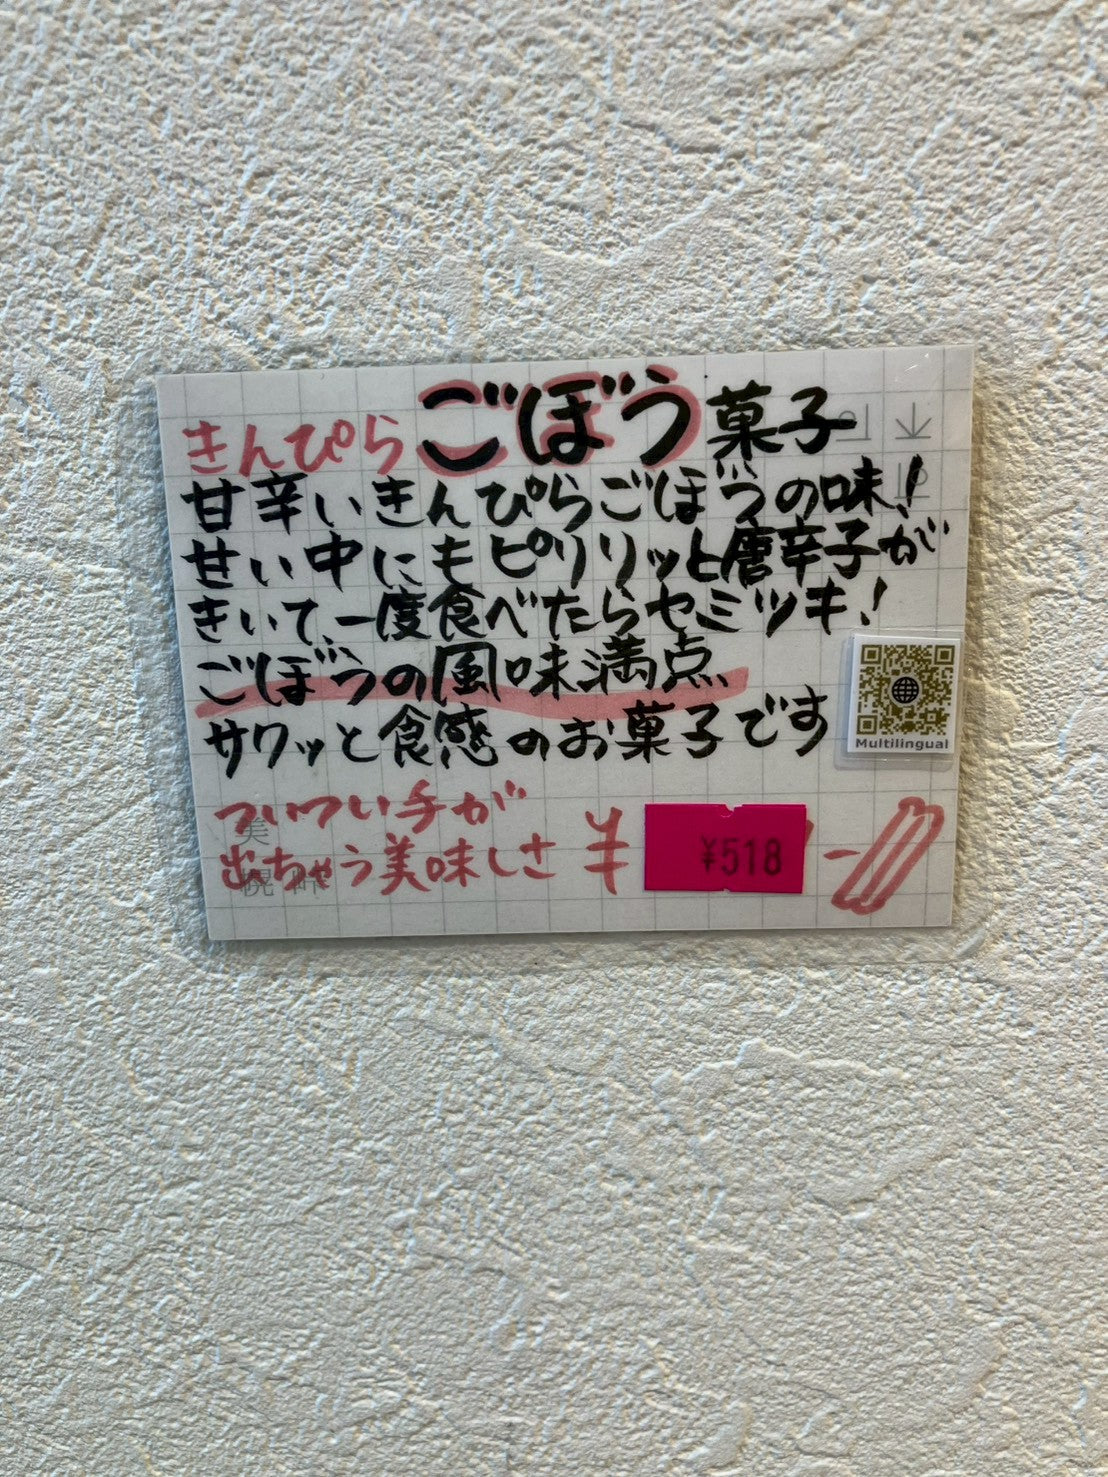 きんぴらごぼう菓子
甘辛いきんぴらごぼうの味!
甘い中にもピリリッと唐辛子が
きいて、一度食べたらヤミツキ!
ごぼうの風味満点
サクッと食感のお菓子です
Multilingual
ついつい手が
出ちゃう美味しさ ¥ ¥518 -